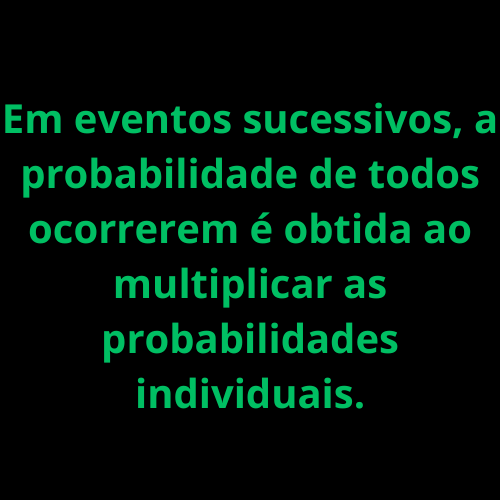 Em eventos sucessivos, a
probabilidade de todos
ocorrerem é obtida ao
multiplicar as
probabilidades
individuais.